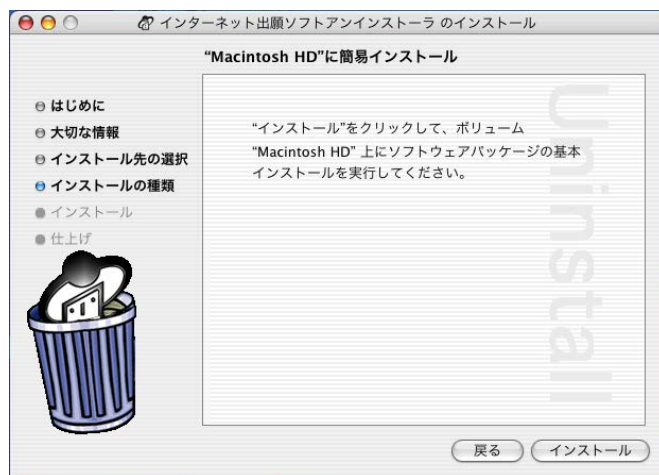 インターネット出願ソフトアンインストーラ のインストール
“Macintosh HD”に簡易インストール
はじめに
大切な情報
インストール先の選択
インストールの種類
インストール
仕上げ
“インストール”をクリックして、ボリューム
“Macintosh HD” 上にソフトウェアパッケージの基本
インストールを実行してください。
Uninstall
戻る
インストール